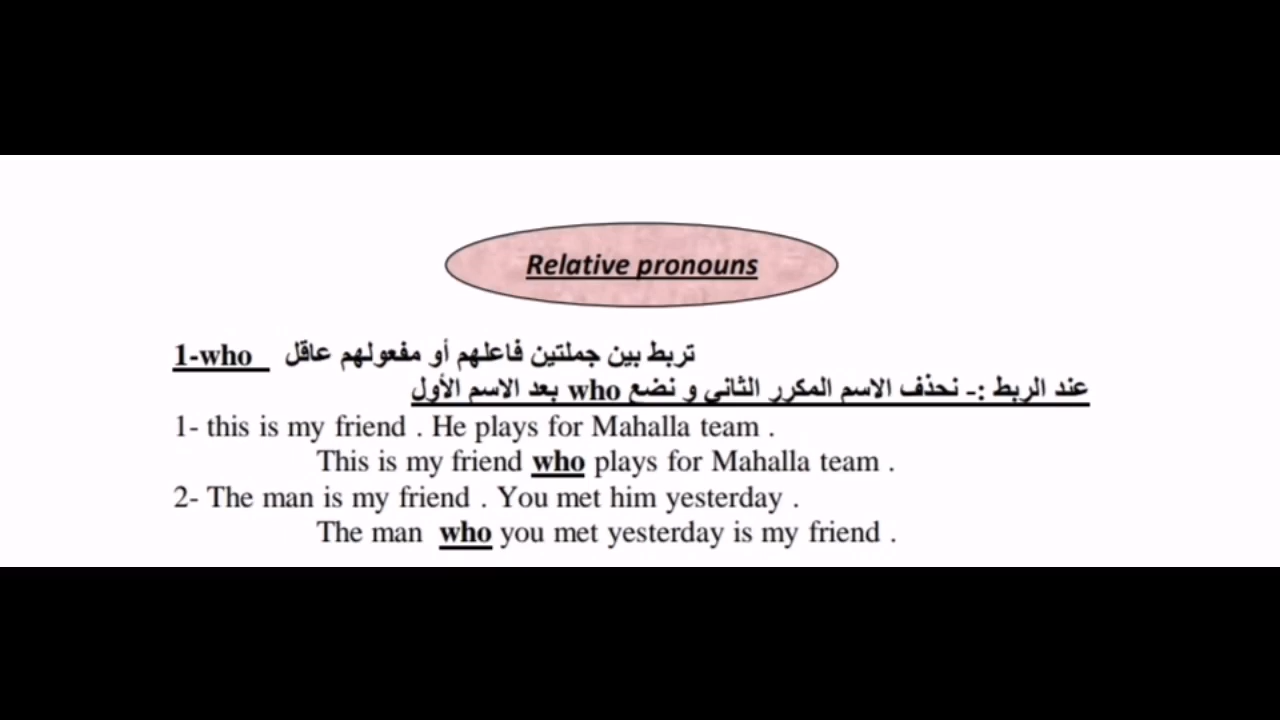 Relative pronouns
1-who تربط بين جملتين فاعلهم أو مفعولهم عاقل
عند الربط :- نحذف الاسم المكرر الثاني و نضع who بعد الاسم الأول
1- this is my friend . He plays for Mahalla team .
This is my friend who plays for Mahalla team .
2- The man is my friend . You met him yesterday .
The man who you met yesterday is my friend .